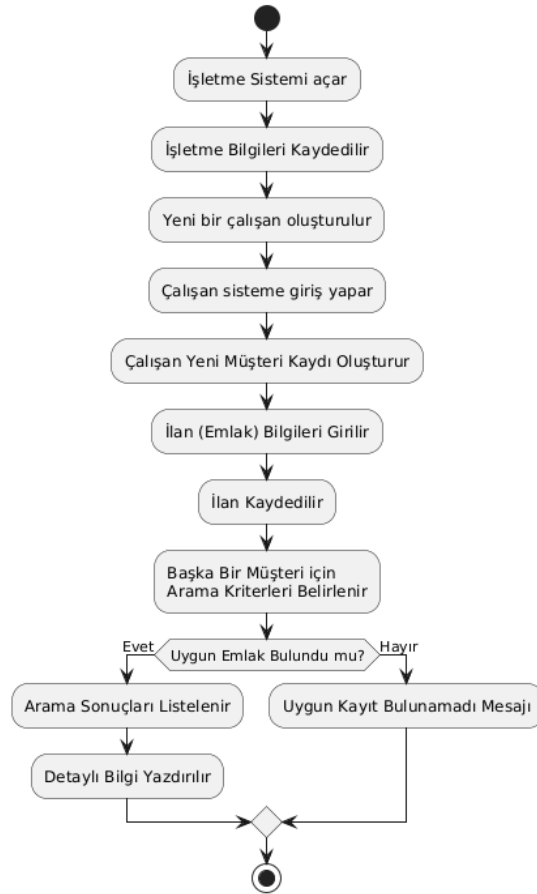 İşletme Sistemi açar
İşletme Bilgileri Kaydedilir
Yeni bir çalışan oluşturulur
Çalışan sisteme giriş yapar
Çalışan Yeni Müşteri Kaydı Oluşturur
İlan (Emlak) Bilgileri Girilir
İlan Kaydedilir
Başka Bir Müşteri için
Arama Kriterleri Belirlenir
Evet
Uygun Emlak Bulundu mu?
Hayır
Arama Sonuçları Listelenir
Uygun Kayıt Bulunamadı Mesajı
Detaylı Bilgi Yazdırılır